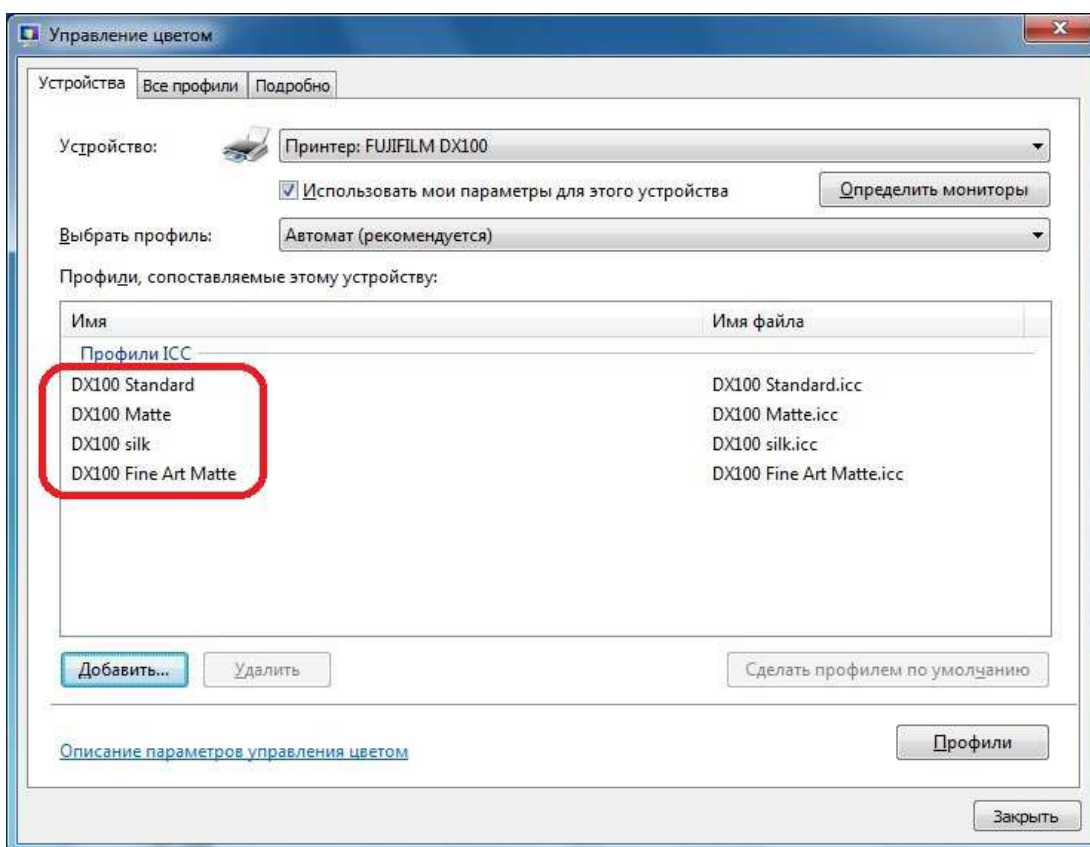 Управление цветом
Устройства Все профили Подробно
Устройство: Принтер: FUJIFILM DX100
Использовать мои параметры для этого устройства Определить мониторы
Выбрать профиль: Автомат (рекомендуется)
Профили, сопоставляемые этому устройству:
Имя Имя файла
Профили ICC
DX100 Standard DX100 Standard.icc
DX100 Matte DX100 Matte.icc
DX100 silk DX100 silk.icc
DX100 Fine Art Matte DX100 Fine Art Matte.icc
Добавить... Удалить Сделать профилем по умолчанию
Описание параметров управления цветом Профили
Закрыть